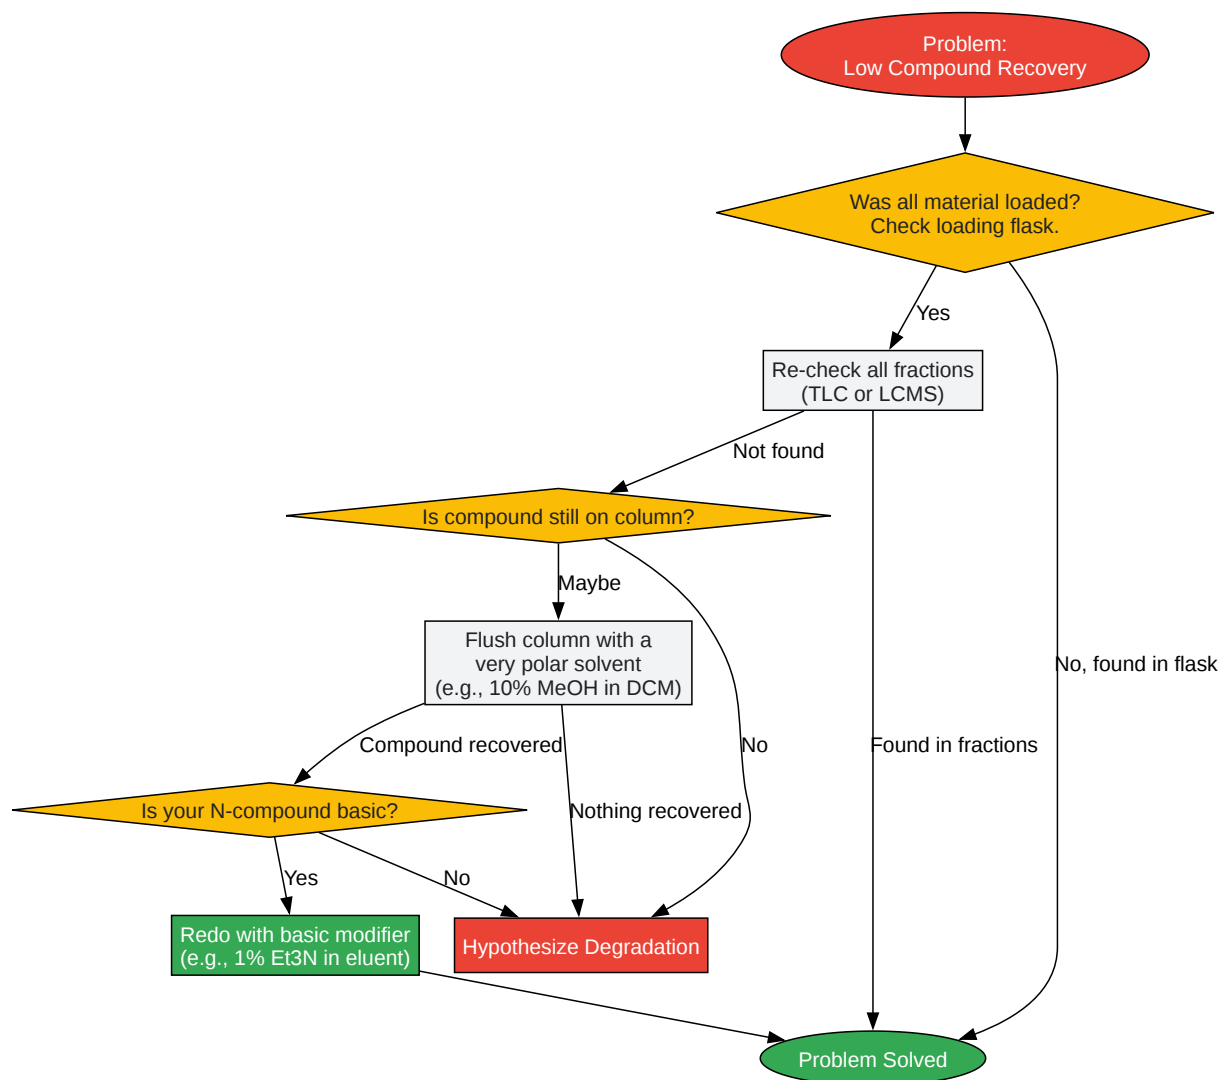 Problem:
Low Compound Recovery
Was all material loaded?
Check loading flask.
Yes
Re-check all fractions
(TLC or LCMS)
Not found
Is compound still on column?
Maybe
Flush column with a
very polar solvent
(e.g., 10% MeOH in DCM)
No, found in flask
Compound recovered
No
Found in fractions
Is your N-compound basic?
Nothing recovered
Yes
No
Redo with basic modifier
(e.g., 1% Et3N in eluent)
Hypothesize Degradation
Problem Solved